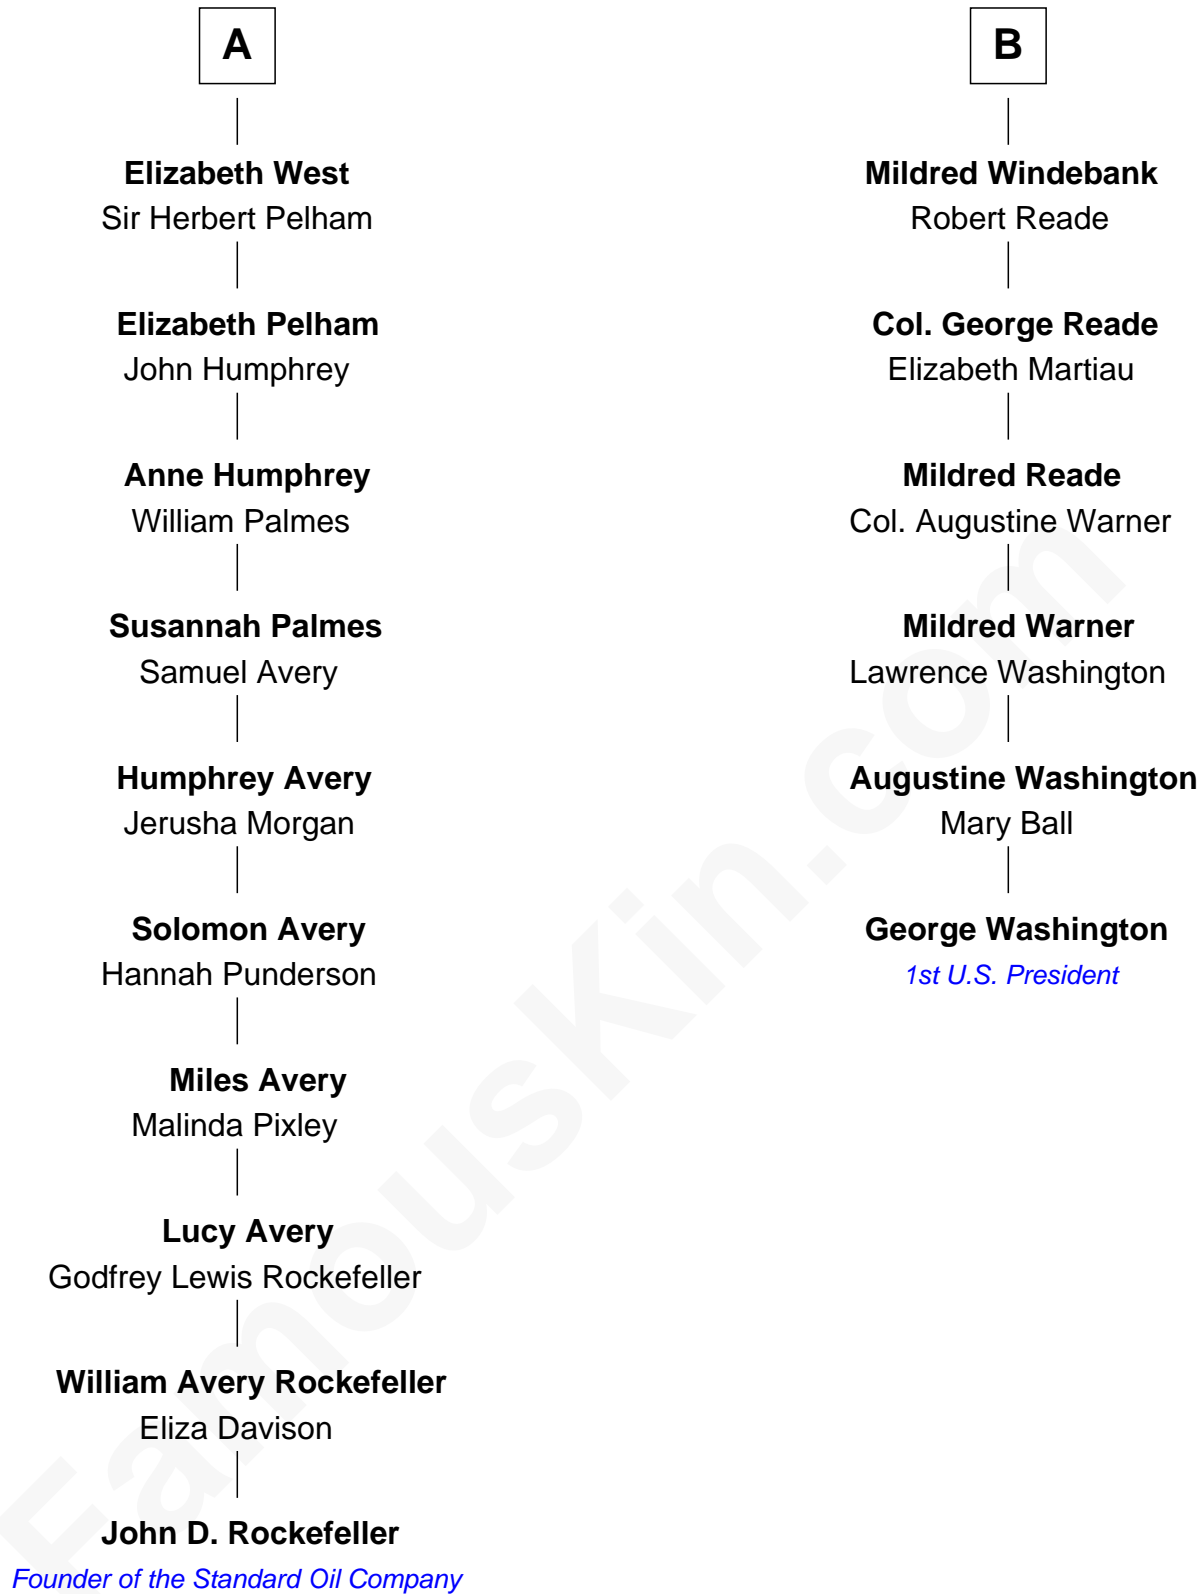 A
Elizabeth West
Sir Herbert Pelham
Elizabeth Pelham
John Humphrey
Anne Humphrey
William Palmes
Susannah Palmes
Samuel Avery
Humphrey Avery
Jerusha Morgan
Solomon Avery
Hannah Punderson
Miles Avery
Malinda Pixley
Lucy Avery
Godfrey Lewis Rockefeller
William Avery Rockefeller
Eliza Davison
John D. Rockefeller
Founder of the Standard Oil Company
B
Mildred Windebank
Robert Reade
Col. George Reade
Elizabeth Martiau
Mildred Reade
Col. Augustine Warner
Mildred Warner
Lawrence Washington
Augustine Washington
Mary Ball
George Washington
1st U.S. President
FamousKin.com